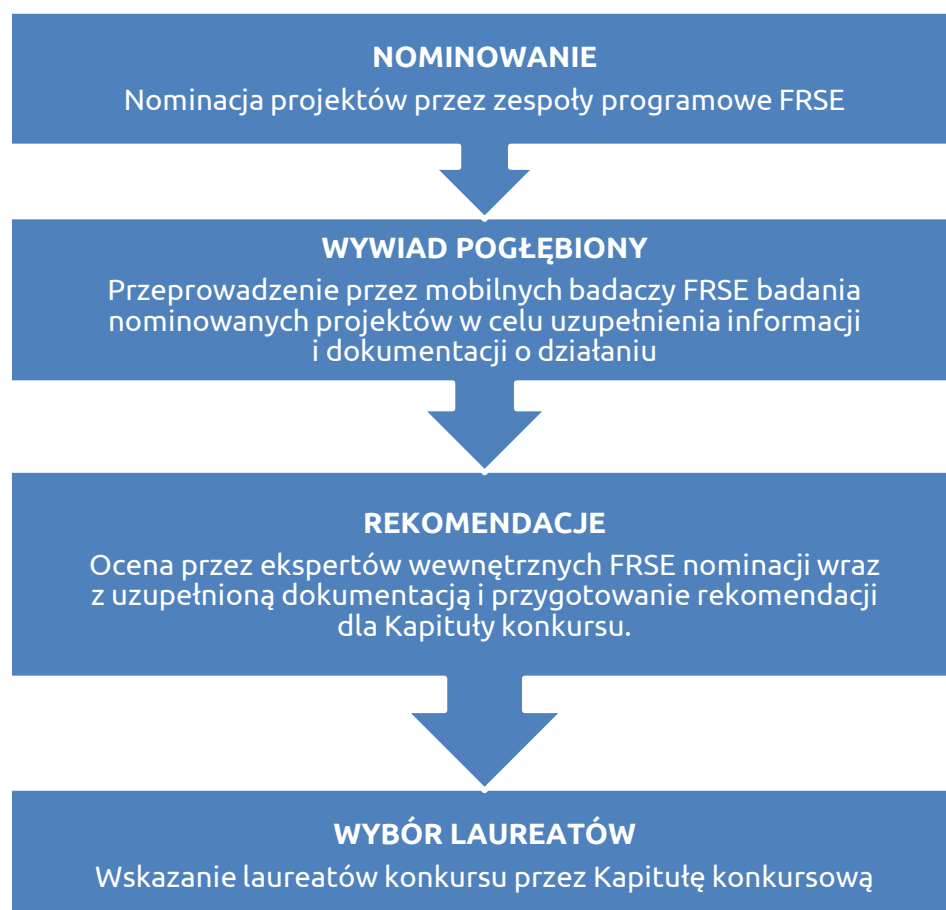 NOMINOWANIE
Nominacja projektów przez zespoły programowe FRSE
WYWIAD POGŁĘBIONY
Przeprowadzenie przez mobilnych badaczy FRSE badania
nominowanych projektów w celu uzupełnienia informacji
i dokumentacji o działaniu
REKOMENDACJE
Ocena przez ekspertów wewnętrznych FRSE nominacji wraz
z uzupełnioną dokumentacją i przygotowanie rekomendacji
dla Kapituły konkursu.
WYBÓR LAUREATÓW
Wskazanie laureatów konkursu przez Kapitułę konkursową